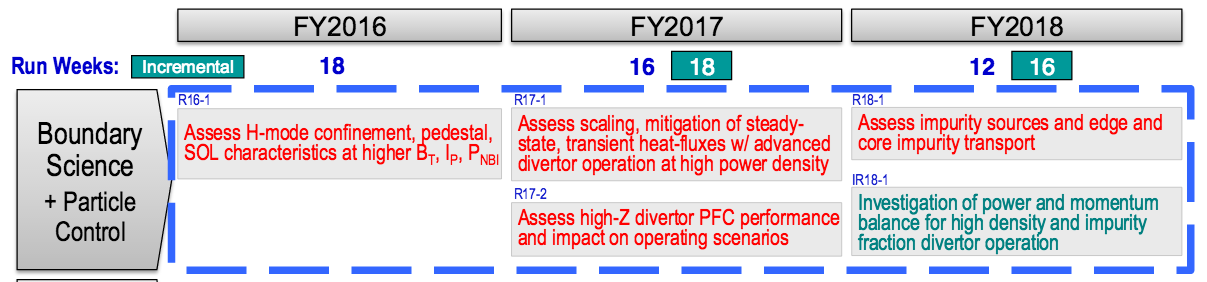 FY2016 FY2017 FY2018
Run Weeks: Incremental 18 16 18 12 16
Boundary
Science
+ Particle
Control
R16-1
Assess H-mode confinement, pedestal,
SOL characteristics at higher BT, IP, PNBI
R17-1
Assess scaling, mitigation of steady-
state, transient heat-fluxes w/ advanced
divertor operation at high power density
R17-2
Assess high-Z divertor PFC performance
and impact on operating scenarios
R18-1
Assess impurity sources and edge and
core impurity transport
IR18-1
Investigation of power and momentum
balance for high density and impurity
fraction divertor operation